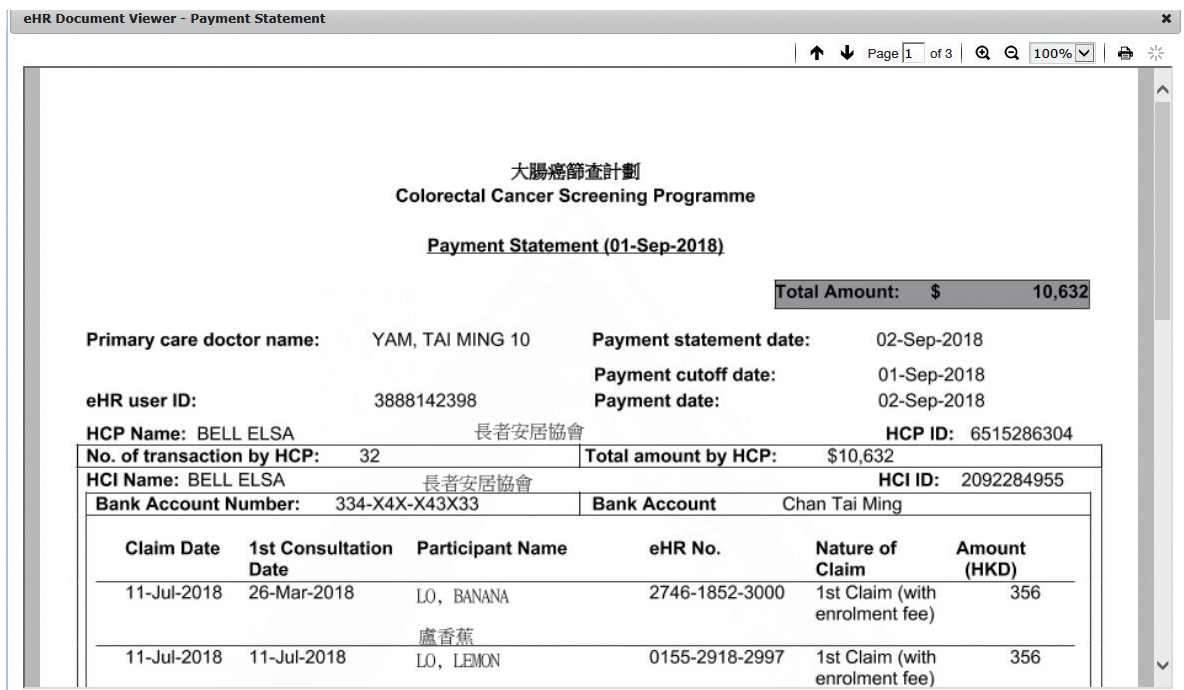 eHR Document Viewer - Payment Statement
Page 1 of 3 100%
大腸癌篩查計劃
Colorectal Cancer Screening Programme
Payment Statement (01-Sep-2018)
Total Amount: $ 10,632
Primary care doctor name: YAM, TAI MING 10 Payment statement date: 02-Sep-2018
Payment cutoff date: 01-Sep-2018
eHR user ID: 3888142398 Payment date: 02-Sep-2018
HCP Name: BELL ELSA 長者安居協會 HCP ID: 6515286304
No. of transaction by HCP: 32 Total amount by HCP: $10,632
HCI Name: BELL ELSA 長者安居協會 HCI ID: 2092284955
Bank Account Number: 334-X4X-X43X33 Bank Account Chan Tai Ming
Claim Date 1st Consultation Participant Name eHR No. Nature of Amount
Date Claim (HKD)
11-Jul-2018 26-Mar-2018 LO, BANANA 2746-1852-3000 1st Claim (with 356
enrolment fee)
盧香蕉
11-Jul-2018 11-Jul-2018 LO, LEMON 0155-2918-2997 1st Claim (with 356
enrolment fee)